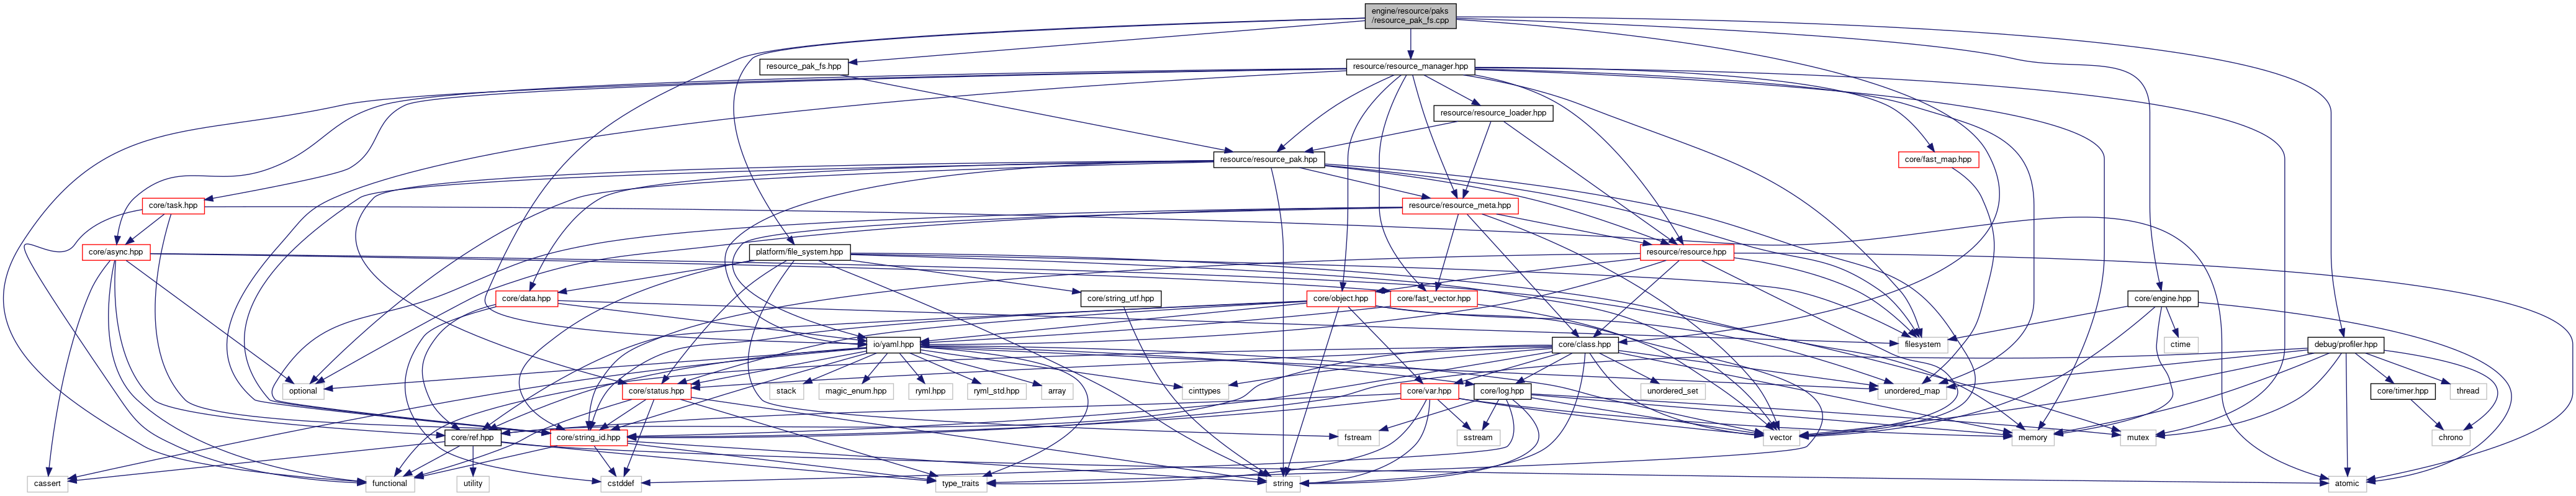 engine/resource/paks
/resource_pak_fs.cpp
resource_pak_fs.hpp
resource/resource_manager.hpp
resource/resource_loader.hpp
resource/resource_pak.hpp
core/fast_map.hpp
core/task.hpp
resource/resource_meta.hpp
core/async.hpp
platform/file_system.hpp
resource/resource.hpp
core/data.hpp
core/string_utf.hpp
core/object.hpp
core/fast_vector.hpp
core/engine.hpp
io/yaml.hpp
core/class.hpp
filesystem
ctime
debug/profiler.hpp
optional
core/status.hpp
stack
magic_enum.hpp
ryml.hpp
ryml_std.hpp
array
cinttypes
core/var.hpp
core/log.hpp
unordered_set
unordered_map
core/timer.hpp
thread
core/ref.hpp
core/string_id.hpp
fstream
sstream
vector
memory
mutex
chrono
cassert
functional
utility
cstddef
type_traits
string
atomic